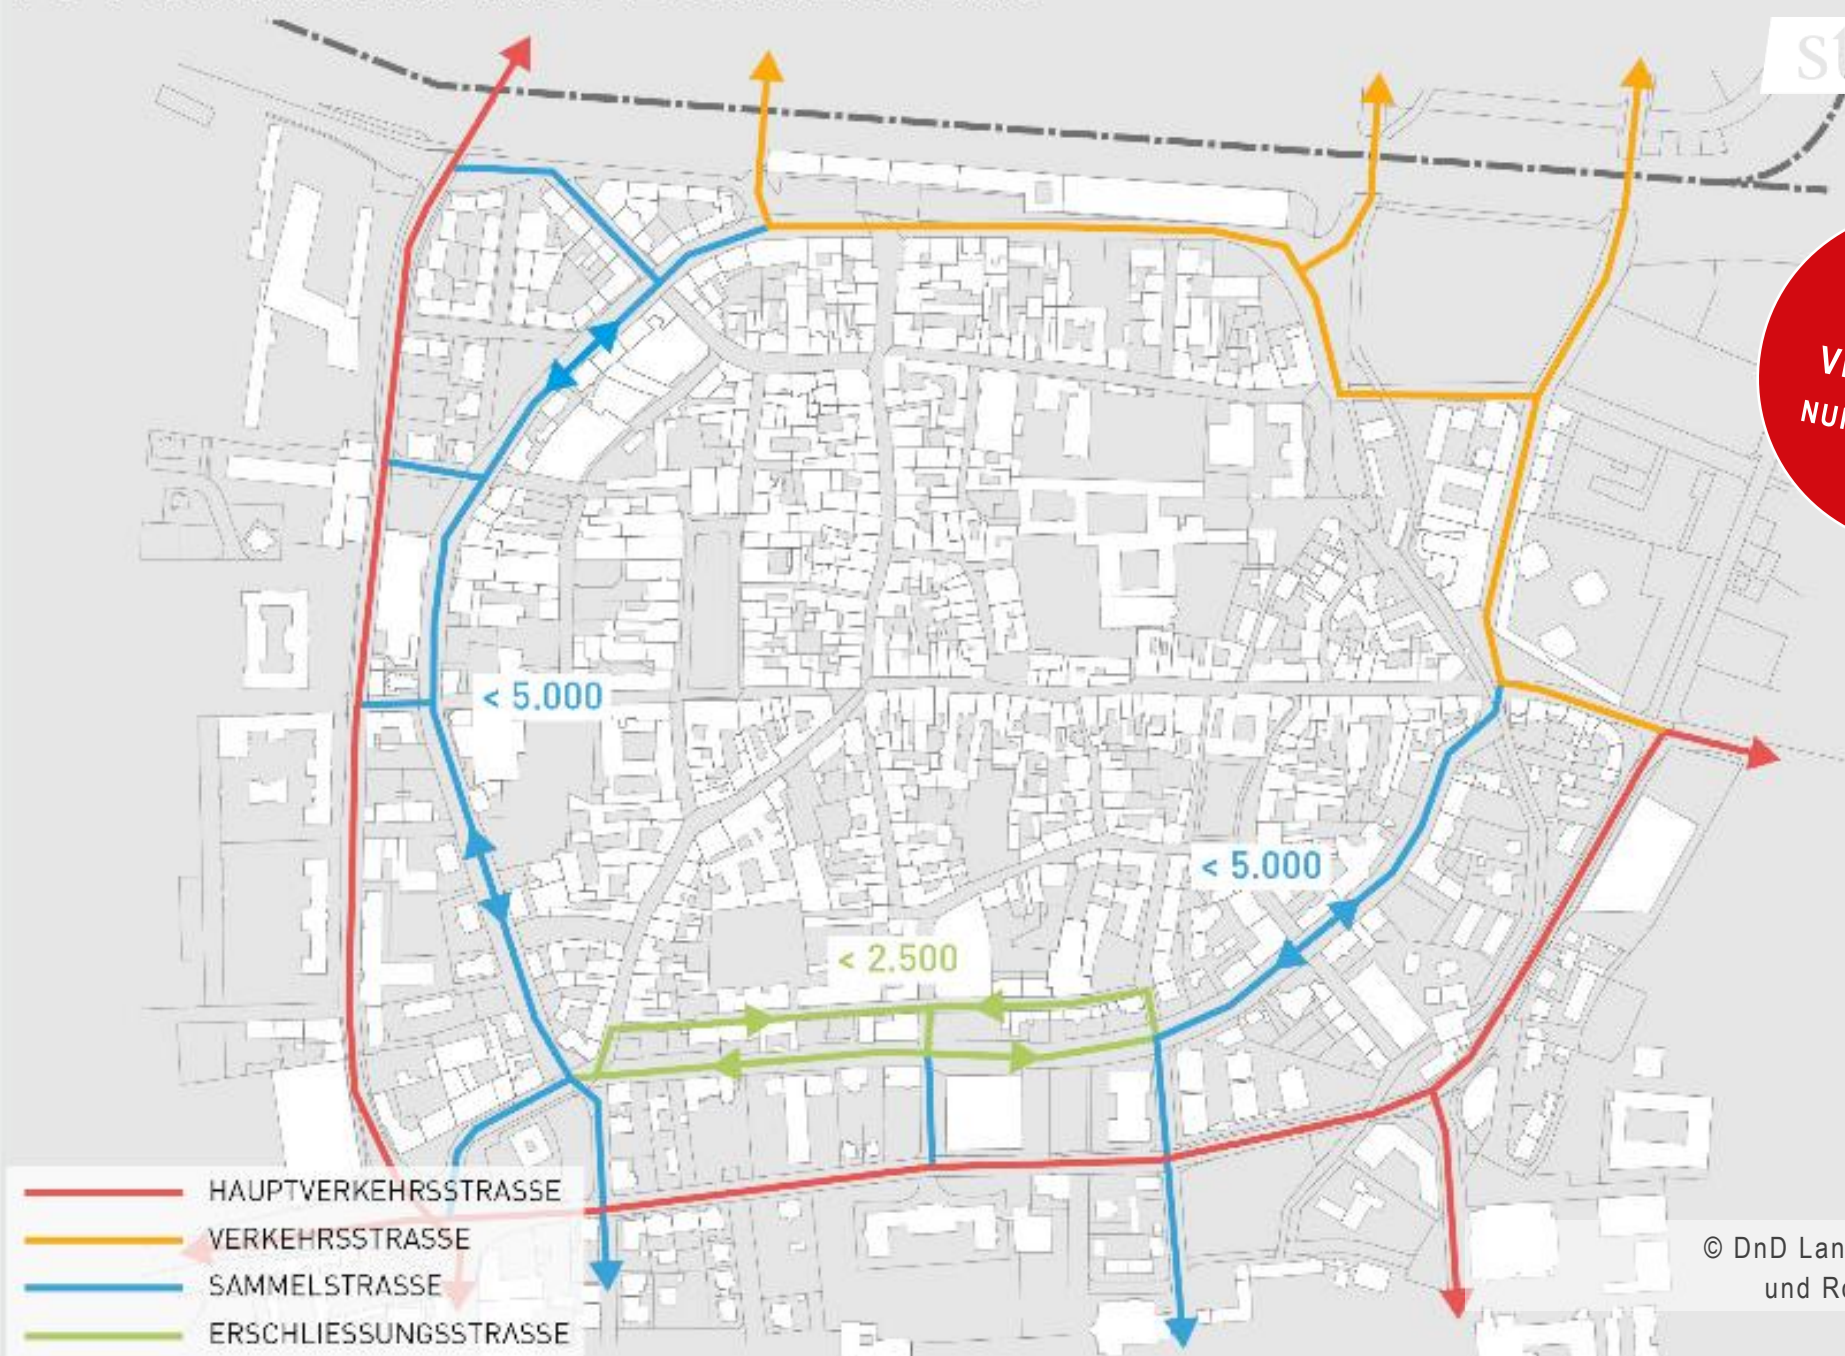 < 5.000
< 5.000
< 2.500
HAUPTVERKEHRSSTRASSE
VERKEHRSSTRASSE
SAMMELSTRASSE
ERSCHLIESSUNGSSTRASSE
© DnD Lan
und R